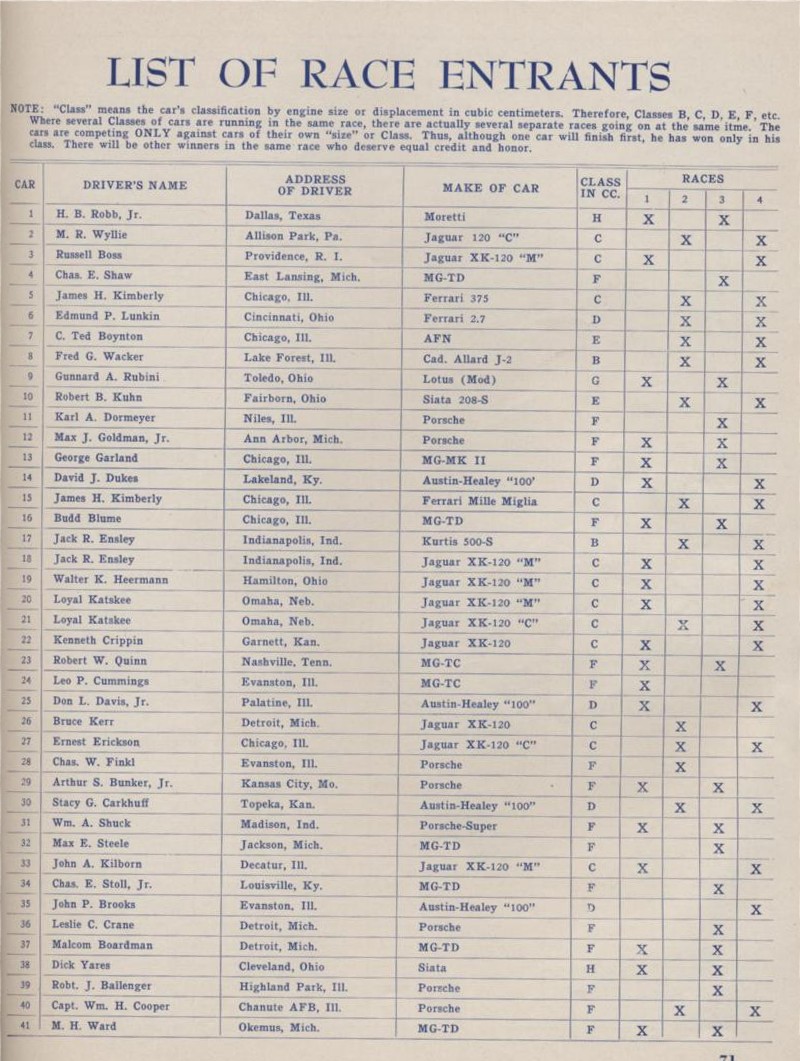 LIST OF RACE ENTRANTS
NOTE: "Class" means the car's classification by engine size or displacement in cubic centimeters. Therefore, Classes B, C, D, E, F, etc.
Where several Classes of cars are running in the same race, there are actually several separate races going on at the same itme. The
cars are competing ONLY against cars of their own "size" or Class. Thus, although one car will finish first, he has won only in his
class. There will be other winners in the same race who deserve equal credit and honor.
CAR DRIVER'S NAME ADDRESS OF DRIVER MAKE OF CAR CLASS IN CC. RACES
1 2 3 4
1 H. B. Robb, Jr. Dallas, Texas Moretti H X X
2 M. R. Wyllie Allison Park, Pa. Jaguar 120 "C" C X X
3 Russell Boss Providence, R. I. Jaguar XK-120 "M" C X X
4 Chas. E. Shaw East Lansing, Mich. MG-TD F X
5 James H. Kimberly Chicago, Ill. Ferrari 375 C X X
6 Edmund P. Lunkin Cincinnati, Ohio Ferrari 2.7 D X X
7 C. Ted Boynton Chicago, Ill. AFN E X X
8 Fred G. Wacker Lake Forest, Ill. Cad. Allard J-2 B X X
9 Gunnard A. Rubini Toledo, Ohio Lotus (Mod) G X X
10 Robert B. Kuhn Fairborn, Ohio Siata 208-S E X X
11 Karl A. Dormeyer Niles, Ill. Porsche F X
12 Max J. Goldman, Jr. Ann Arbor, Mich. Porsche F X X
13 George Garland Chicago, Ill. MG-MK II F X X
14 David J. Dukes Lakeland, Ky. Austin-Healey "100' D X X
15 James H. Kimberly Chicago, Ill. Ferrari Mille Miglia C X X
16 Budd Blume Chicago, Ill. MG-TD F X X
17 Jack R. Ensley Indianapolis, Ind. Kurtis 500-S B X X
18 Jack R. Ensley Indianapolis, Ind. Jaguar XK-120 "M" C X X
19 Walter K. Heermann Hamilton, Ohio Jaguar XK-120 "M" C X X
20 Loyal Katskee Omaha, Neb. Jaguar XK-120 "M" C X X
21 Loyal Katskee Omaha, Neb. Jaguar XK-120 "C" C X X
22 Kenneth Crippin Garnett, Kan. Jaguar XK-120 C X X
23 Robert W. Quinn Nashville, Tenn. MG-TC F X X
24 Leo P. Cummings Evanston, Ill. MG-TC F X
25 Don L. Davis, Jr. Palatine, Ill. Austin-Healey "100" D X X
26 Bruce Kerr Detroit, Mich. Jaguar XK-120 C X
27 Ernest Erickson Chicago, Ill. Jaguar XK-120 "C" C X X
28 Chas. W. Finkl Evanston, Ill. Porsche F X
29 Arthur S. Bunker, Jr. Kansas City, Mo. Porsche F X X
30 Stacy G. Carkhuff Topeka, Kan. Austin-Healey "100" D X X
31 Wm. A. Shuck Madison, Ind. Porsche-Super F X X
32 Max E. Steele Jackson, Mich. MG-TD F X
33 John A. Kilborn Decatur, Ill. Jaguar XK-120 "M" C X X
34 Chas. E. Stoll, Jr. Louisville, Ky. MG-TD F X
35 John P. Brooks Evanston, Ill. Austin-Healey "100" D X
36 Leslie C. Crane Detroit, Mich. Porsche F X
37 Malcom Boardman Detroit, Mich. MG-TD F X X
38 Dick Yares Cleveland, Ohio Siata H X X
39 Robt. J. Ballenger Highland Park, Ill. Porsche F X
40 Capt. Wm. H. Cooper Chanute AFB, Ill. Porsche F X X
41 M. H. Ward Okemus, Mich. MG-TD F X X